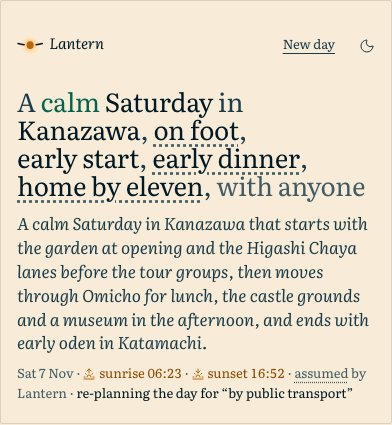 Lantern
New day
A calm Saturday in
Kanazawa, on foot,
early start, early dinner,
home by eleven, with anyone
A calm Saturday in Kanazawa that starts with
the garden at opening and the Higashi Chaya
lanes before the tour groups, then moves
through Omicho for lunch, the castle grounds
and a museum in the afternoon, and ends with
early oden in Katamachi.
Sat 7 Nov · sunrise 06:23 · sunset 16:52 · assumed by
Lantern · re-planning the day for “by public transport”